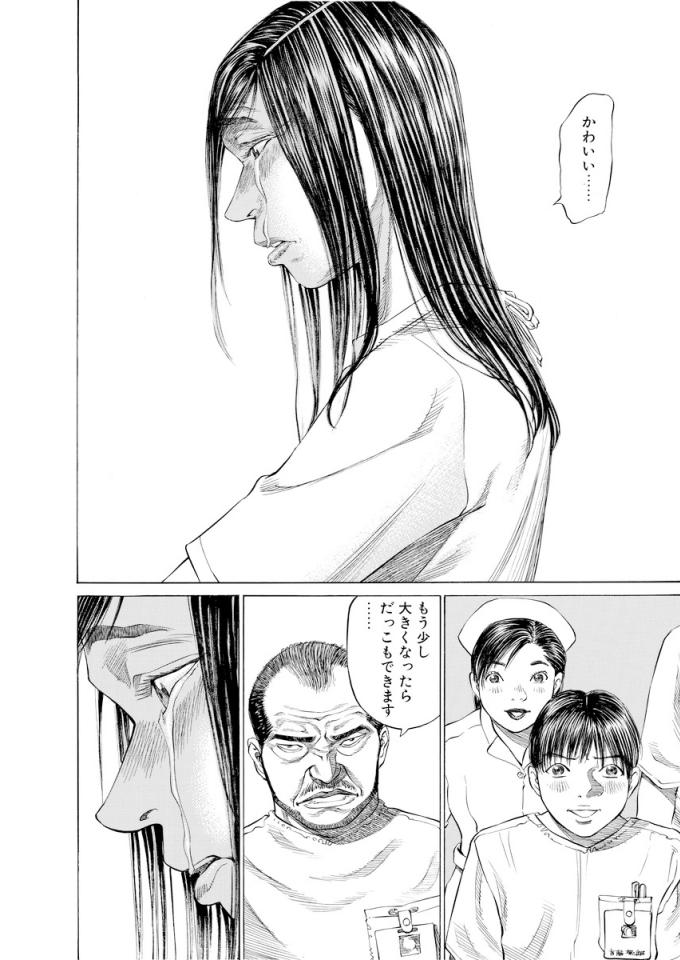 かわいい……
もう少し
大きくなったら
だっこもできます
……